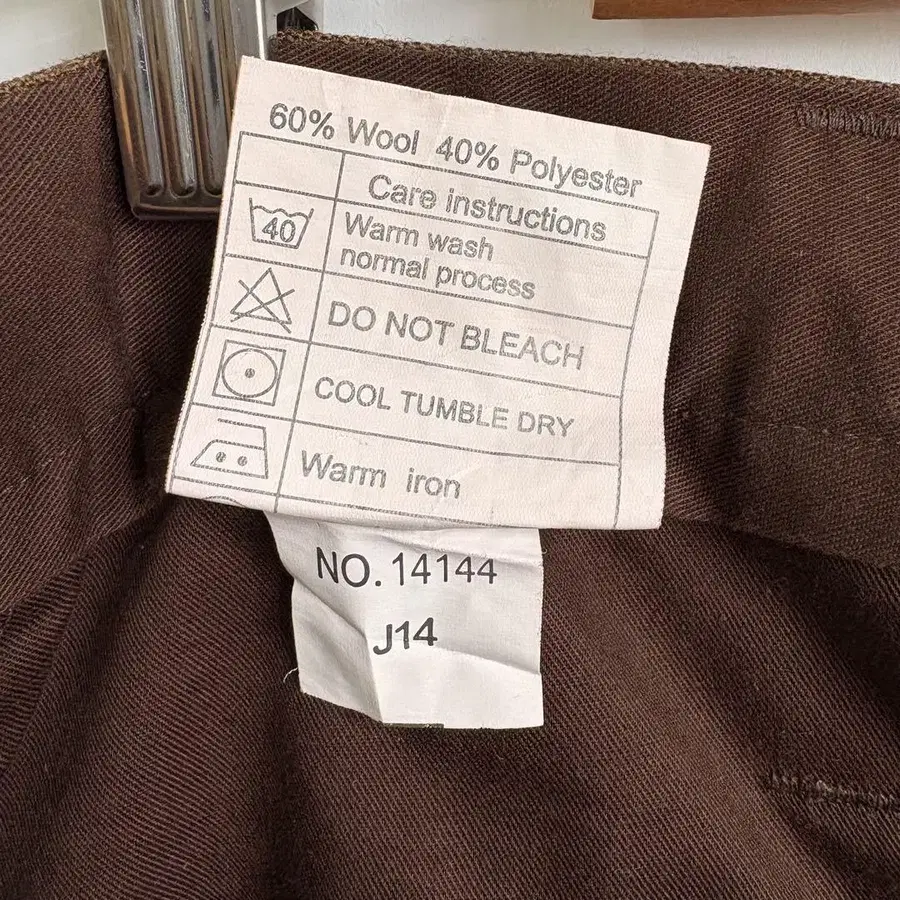 60% Wool 40% Polyester
Care instructions
40
Warm wash
normal process
DO NOT BLEACH
COOL TUMBLE DRY
Warm iron
NO. 14144
J14